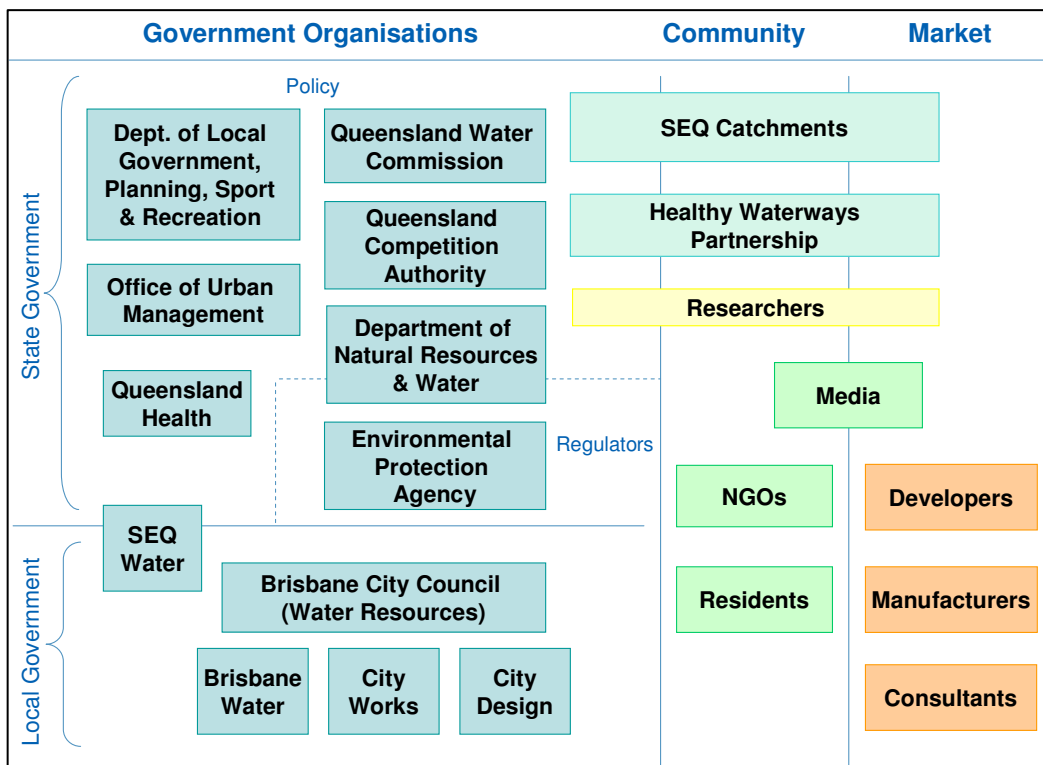 Government Organisations
Community
Market
State Government
Policy
Dept. of Local
Government,
Planning, Sport
& Recreation
Queensland Water
Commission
SEQ Catchments
Queensland
Competition
Authority
Healthy Waterways
Partnership
Office of Urban
Management
Researchers
Department of
Natural Resources
& Water
Queensland
Health
Media
Environmental
Protection
Agency
Regulators
NGOs
Developers
SEQ
Water
Local Government
Brisbane City Council
(Water Resources)
Residents
Manufacturers
Brisbane
Water
City
Works
City
Design
Consultants